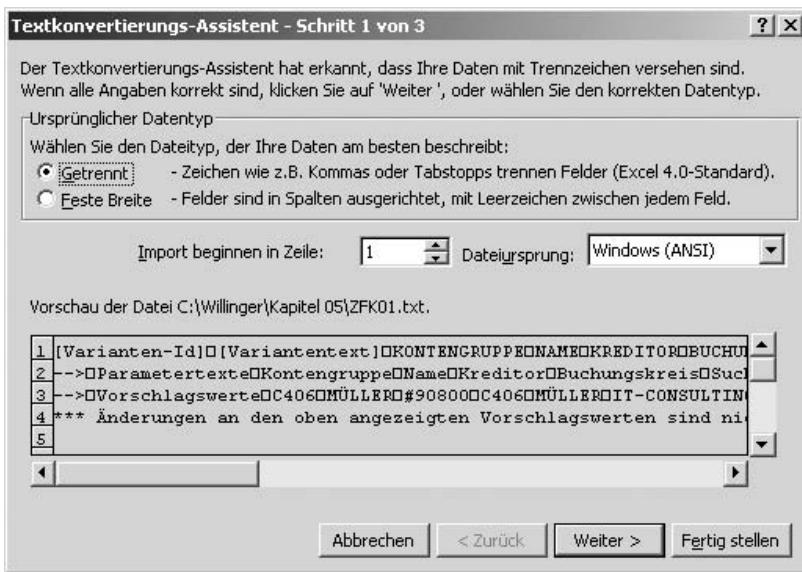 Textkonvertierungs-Assistent - Schritt 1 von 3
Der Textkonvertierungs-Assistent hat erkannt, dass Ihre Daten mit Trennzeichen versehen sind.
Wenn alle Angaben korrekt sind, klicken Sie auf 'Weiter ', oder wählen Sie den korrekten Datentyp.
Ursprünglicher Datentyp
Wählen Sie den Dateityp, der Ihre Daten am besten beschreibt:
Getrennt - Zeichen wie z.B. Kommas oder Tabstopps trennen Felder (Excel 4.0-Standard).
Feste Breite - Felder sind in Spalten ausgerichtet, mit Leerzeichen zwischen jedem Feld.
Import beginnen in Zeile: 1 Dateiursprung: Windows (ANSI)
Vorschau der Datei C:\Willinger\Kapitel 05\ZFK01.txt.
1 [Varianten-Id]□[Variantentext]□KONTENGRUPPE□NAME□KREDITOR□BUCHU
2 -->□Parametertexte□Kontengruppe□Name□Kreditor□Buchungskreis□Suc
3 -->□Vorschlagswerte□C406□MÜLLER□#90800□C406□MÜLLER□IT-CONSULTIN
4 *** Änderungen an den oben angezeigten Vorschlagswerten sind ni
5
Abbrechen < Zurück Weiter > Fertig stellen